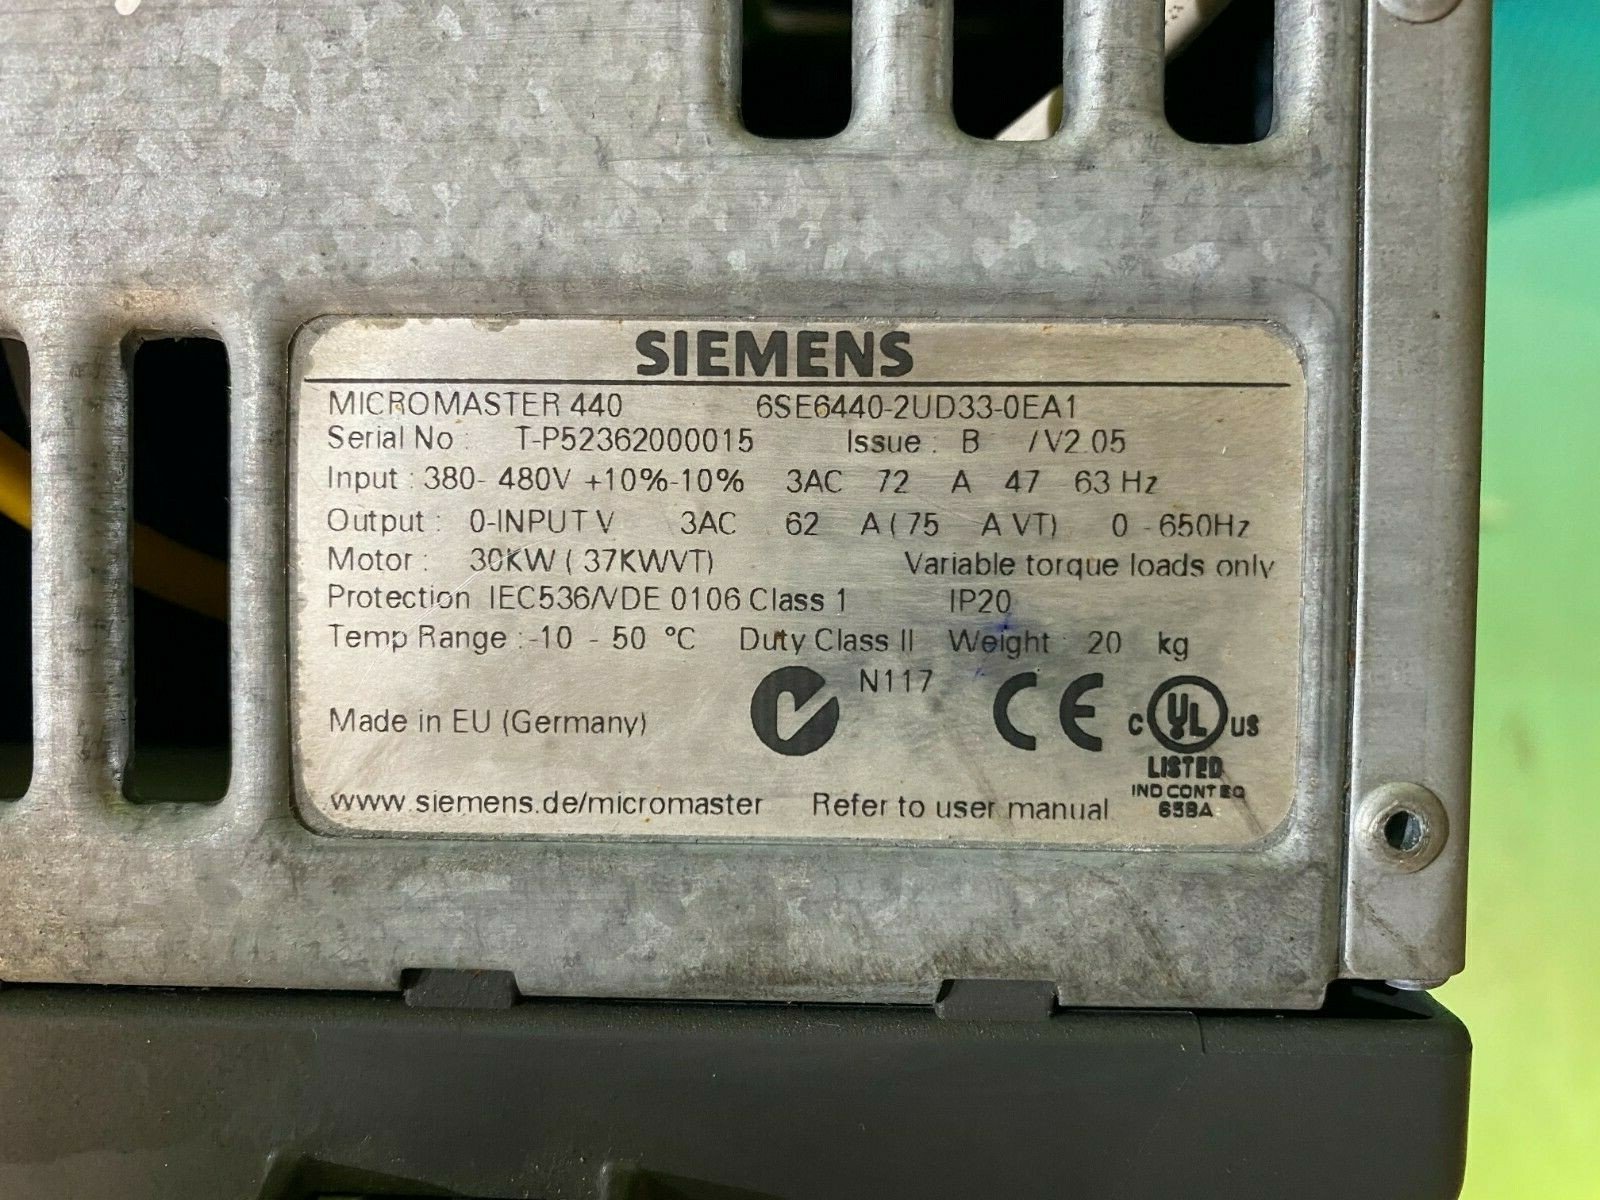 SIEMENS
MICROMASTER 440 6SE6440-2UD33-0EA1
Serial No : T-P52362000015 Issue : B / V2.05
Input : 380- 480V +10%-10% 3AC 72 A 47 63 Hz
Output : 0-INPUT V 3AC 62 A ( 75 A VT) 0 - 650Hz
Motor : 30KW ( 37KWVT) Variable torque loads only
Protection IEC536/VDE 0106 Class 1 IP20
Temp Range : -10 - 50 °C Duty Class II Weight : 20 kg
N117
CE
Made in EU (Germany)
C UL US
LISTED
IND CONT EQ
658A
www.siemens.de/micromaster Refer to user manual